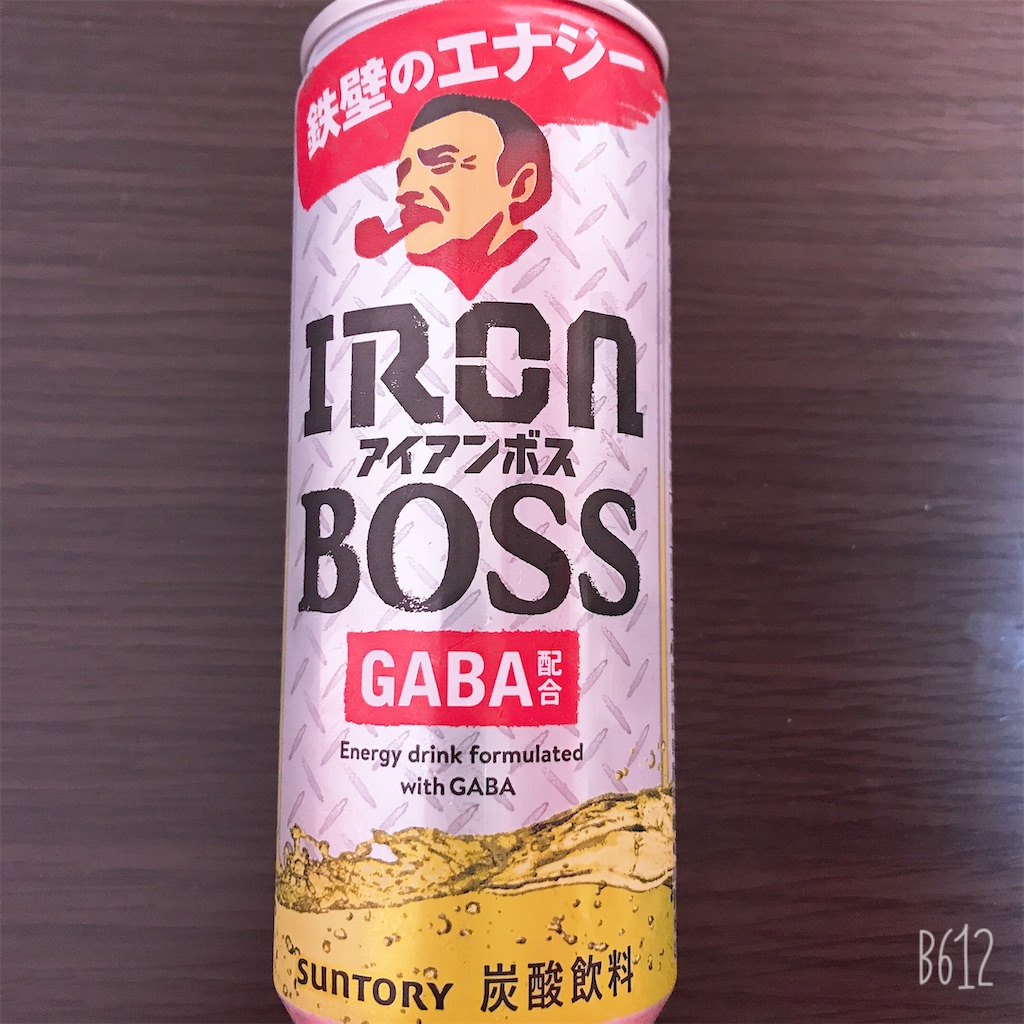 鉄壁のエナジー
IRON
アイアンボス
BOSS
GABA配合
Energy drink formulated
with GABA
SUNTORY 炭酸飲料
B612